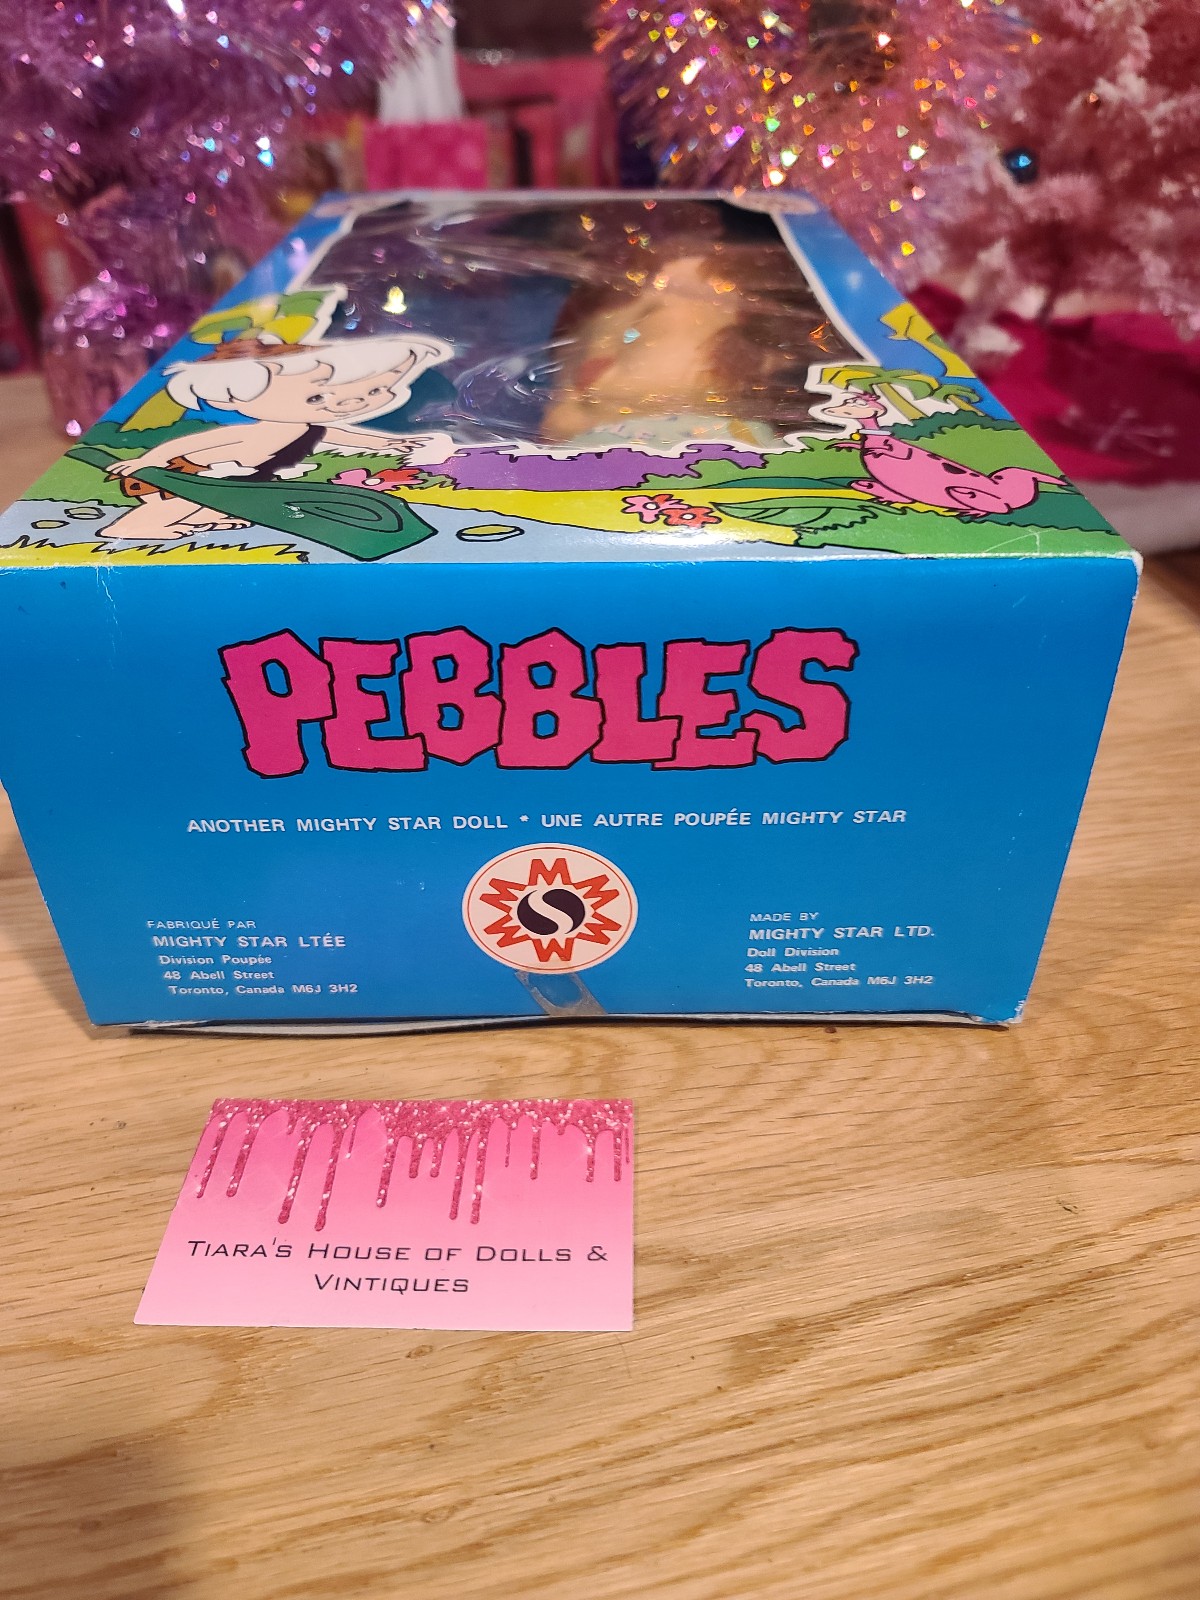 PEBBLES
ANOTHER MIGHTY STAR DOLL * UNE AUTRE POUPÉE MIGHTY STAR
FABRIQUÉ PAR
MIGHTY STAR LTÉE
Division Poupée
48 Abell Street
Toronto, Canada M6J 3H2
M M M M M M S
MADE BY
MIGHTY STAR LTD.
Doll Division
48 Abell Street
Toronto, Canada M6J 3H2
TIARA'S HOUSE OF DOLLS &
VINTIQUES